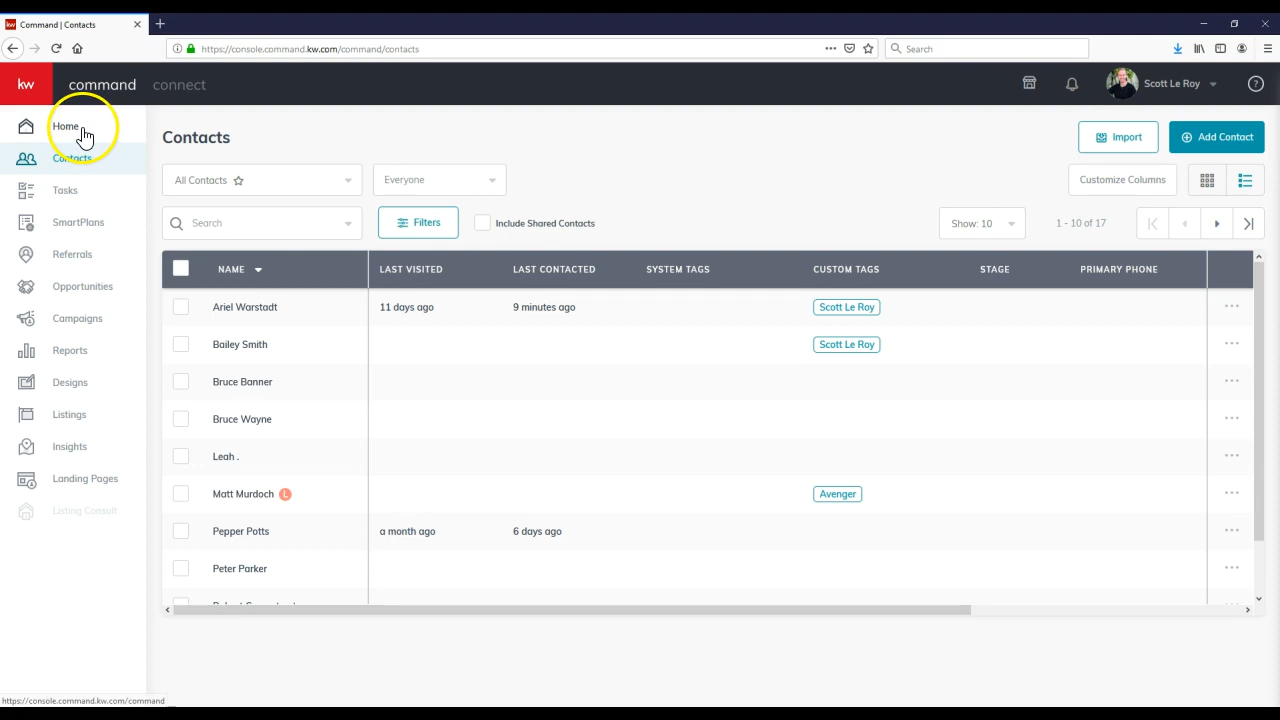 Command | Contacts
https://console.command.kw.com/command/contacts
Search
kw command connect
Scott Le Roy
Home
Contacts
Tasks
SmartPlans
Referrals
Opportunities
Campaigns
Reports
Designs
Listings
Insights
Landing Pages
Listing Consult
Contacts
Import
Add Contact
All Contacts
Everyone
Customize Columns
Search
Filters
Include Shared Contacts
Show: 10
1 - 10 of 17
NAME LAST VISITED LAST CONTACTED SYSTEM TAGS CUSTOM TAGS STAGE PRIMARY PHONE
Ariel Warstadt 11 days ago 9 minutes ago Scott Le Roy
Bailey Smith Scott Le Roy
Bruce Banner
Bruce Wayne
Leah .
Matt Murdoch L Avenger
Pepper Potts a month ago 6 days ago
Peter Parker
https://console.command.kw.com/command